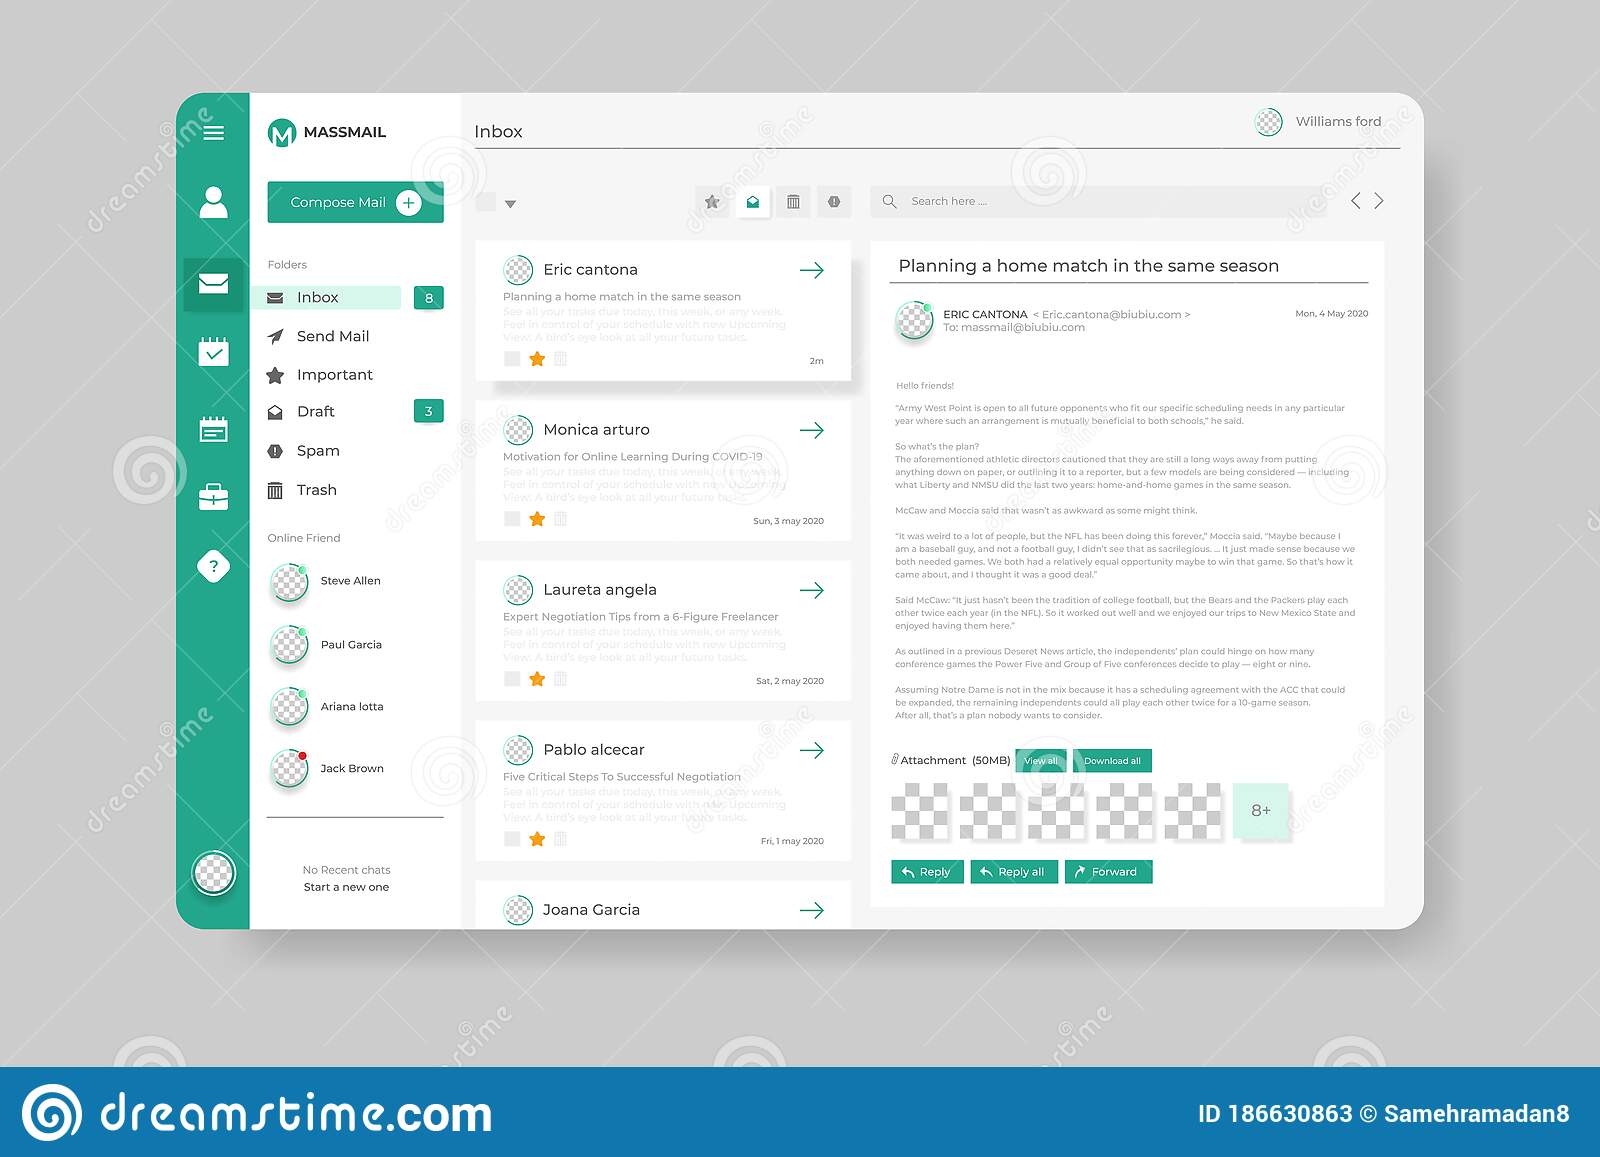 MASSMAIL
Inbox
Williams ford
Compose Mail
Search here ....
Folders
Inbox
8
Send Mail
Important
Draft
3
Spam
Trash
Online Friend
Steve Allen
Paul Garcia
Ariana lotta
Jack Brown
No Recent chats
Start a new one
Eric cantona
Planning a home match in the same season
See all your tasks due today, this week, or any week.
Feel in control of your schedule with new Upcoming
View: A bird's eye look at all your future tasks.
2m
Monica arturo
Motivation for Online Learning During COVID-19
See all your tasks due today, this week, or any week.
Feel in control of your schedule with new Upcoming
View: A bird's eye look at all your future tasks.
Sun, 3 may 2020
Laureta angela
Expert Negotiation Tips from a 6-Figure Freelancer
See all your tasks due today, this week, or any week.
Feel in control of your schedule with new Upcoming
View: A bird's eye look at all your future tasks.
Sat, 2 may 2020
Pablo alcecar
Five Critical Steps To Successful Negotiation
See all your tasks due today, this week, or any week.
Feel in control of your schedule with new Upcoming
View: A bird's eye look at all your future tasks.
Fri, 1 may 2020
Joana Garcia
Planning a home match in the same season
ERIC CANTONA < Eric.cantona@biubiu.com >
Mon, 4 May 2020
To: massmail@biubiu.com
Hello friends!
"Army West Point is open to all future opponents who fit our specific scheduling needs in any particular
year where such an arrangement is mutually beneficial to both schools," he said.
So what's the plan?
The aforementioned athletic directors cautioned that they are still a long ways away from putting
anything down on paper, or outlining it to a reporter, but a few models are being considered — including
what Liberty and NMSU did the last two years: home-and-home games in the same season.
McCaw and Moccia said that wasn't as awkward as some might think.
"It was weird to a lot of people, but the NFL has been doing this forever," Moccia said. "Maybe because I
am a baseball guy, and not a football guy, I didn't see that as sacrilegious. ... It just made sense because we
both needed games. We both had a relatively equal opportunity maybe to win that game. So that's how it
came about, and I thought it was a good deal."
Said McCaw: "It just hasn't been the tradition of college football, but the Bears and the Packers play each
other twice each year (in the NFL). So it worked out well and we enjoyed our trips to New Mexico State and
enjoyed having them here."
As outlined in a previous Deseret News article, the independents' plan could hinge on how many
conference games the Power Five and Group of Five conferences decide to play — eight or nine.
Assuming Notre Dame is not in the mix because it has a scheduling agreement with the ACC that could
be expanded, the remaining independents could all play each other twice for a 10-game season.
After all, that's a plan nobody wants to consider.
Attachment (50MB)
View all
Download all
8+
Reply
Reply all
Forward
dreamstime.com
ID 186630863 © Samehramadan8